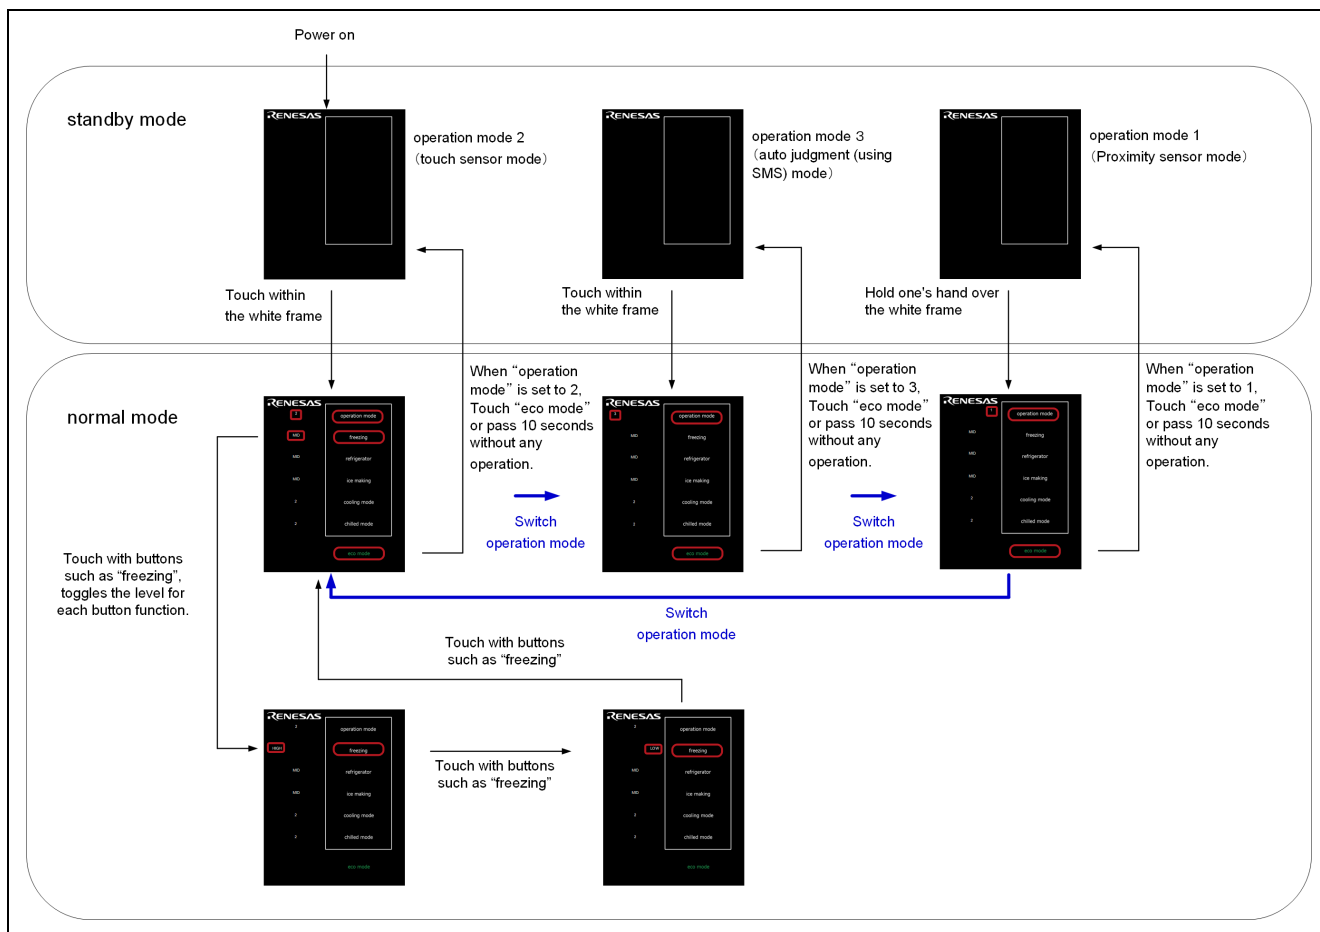 Power on
standby mode
RENESAS
operation mode 2
（touch sensor mode）
RENESAS
operation mode 3
（auto judgment (using
SMS) mode）
RENESAS
operation mode 1
（Proximity sensor mode）
Touch within
the white frame
Touch within
the white frame
Hold one's hand over
the white frame
normal mode
RENESAS
2
operation mode
MID
freezing
MID
refrigerator
MID
ice making
2
cooling mode
2
chilled mode
eco mode
When “operation
mode” is set to 2,
Touch “eco mode”
or pass 10 seconds
without any
operation.
Switch
operation mode
RENESAS
operation mode
MID
freezing
MID
refrigerator
MID
ice making
cooling mode
chilled mode
eco mode
When “operation
mode” is set to 3,
Touch “eco mode”
or pass 10 seconds
without any
operation.
Switch
operation mode
RENESAS
1
operation mode
MID
freezing
MID
refrigerator
MID
ice making
2
cooling mode
2
chilled mode
eco mode
When “operation
mode” is set to 1,
Touch “eco mode”
or pass 10 seconds
without any
operation.
Touch with buttons
such as “freezing”,
toggles the level for
each button function.
Switch
operation mode
Touch with buttons
such as “freezing”
RENESAS
2
operation mode
HIGH
freezing
MID
refrigerator
MID
ice making
2
cooling mode
2
chilled mode
eco mode
Touch with buttons
such as “freezing”
RENESAS
2
operation mode
LOW
freezing
MID
refrigerator
MID
ice making
2
cooling mode
chilled mode
eco mode